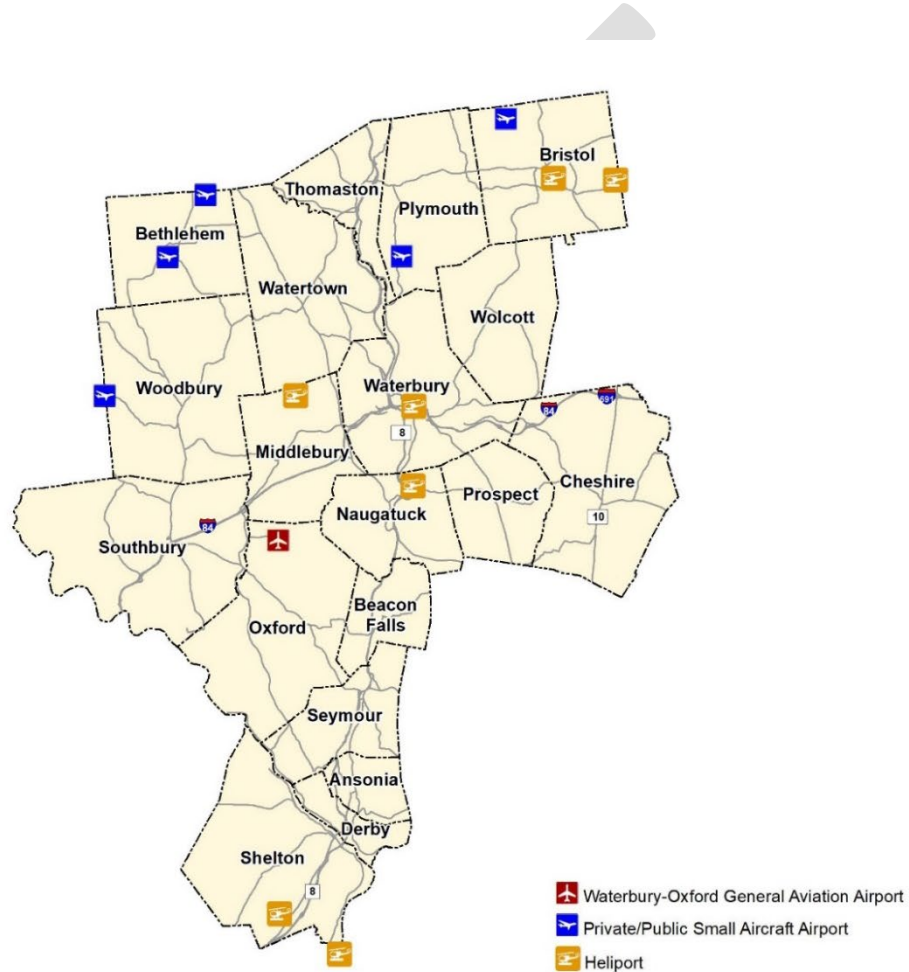 Bristol
Thomaston
Plymouth
Bethlehem
Watertown
Wolcott
Woodbury
Waterbury
691
84
8
Middlebury
Cheshire
Prospect
Naugatuck
10
84
Southbury
Beacon
Falls
Oxford
Seymour
Ansonia
Derby
Shelton
8
Waterbury-Oxford General Aviation Airport
Private/Public Small Aircraft Airport
Heliport